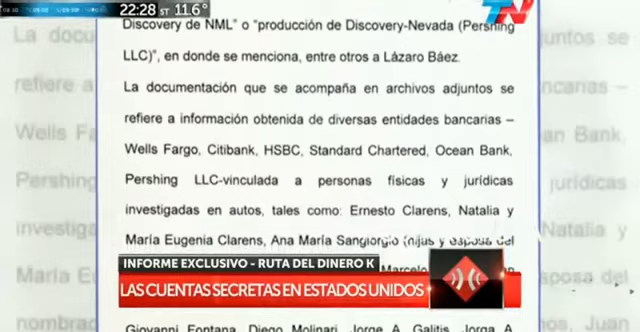 22:28 ST 11.6°
TN
Discovery de NML" o "producción de Discovery-Nevada (Pershing
LLC)", en donde se menciona, entre otros a Lázaro Báez.
La documentación que se acompaña en archivos adjuntos se
refiere a información obtenida de diversas entidades bancarias –
Wells Fargo, Citibank, HSBC, Standard Chartered, Ocean Bank,
Pershing LLC-vinculada a personas físicas y jurídicas
investigadas en autos, tales como: Ernesto Clarens, Natalia y
María Eugenia Clarens, Ana María Sangiorgio (hijas y esposa del
Marcelo
INFORME EXCLUSIVO - RUTA DEL DINERO K
LAS CUENTAS SECRETAS EN ESTADOS UNIDOS
Giovanni Fontana, Diego Molinari, Jorge A. Galitis, Jorge A.